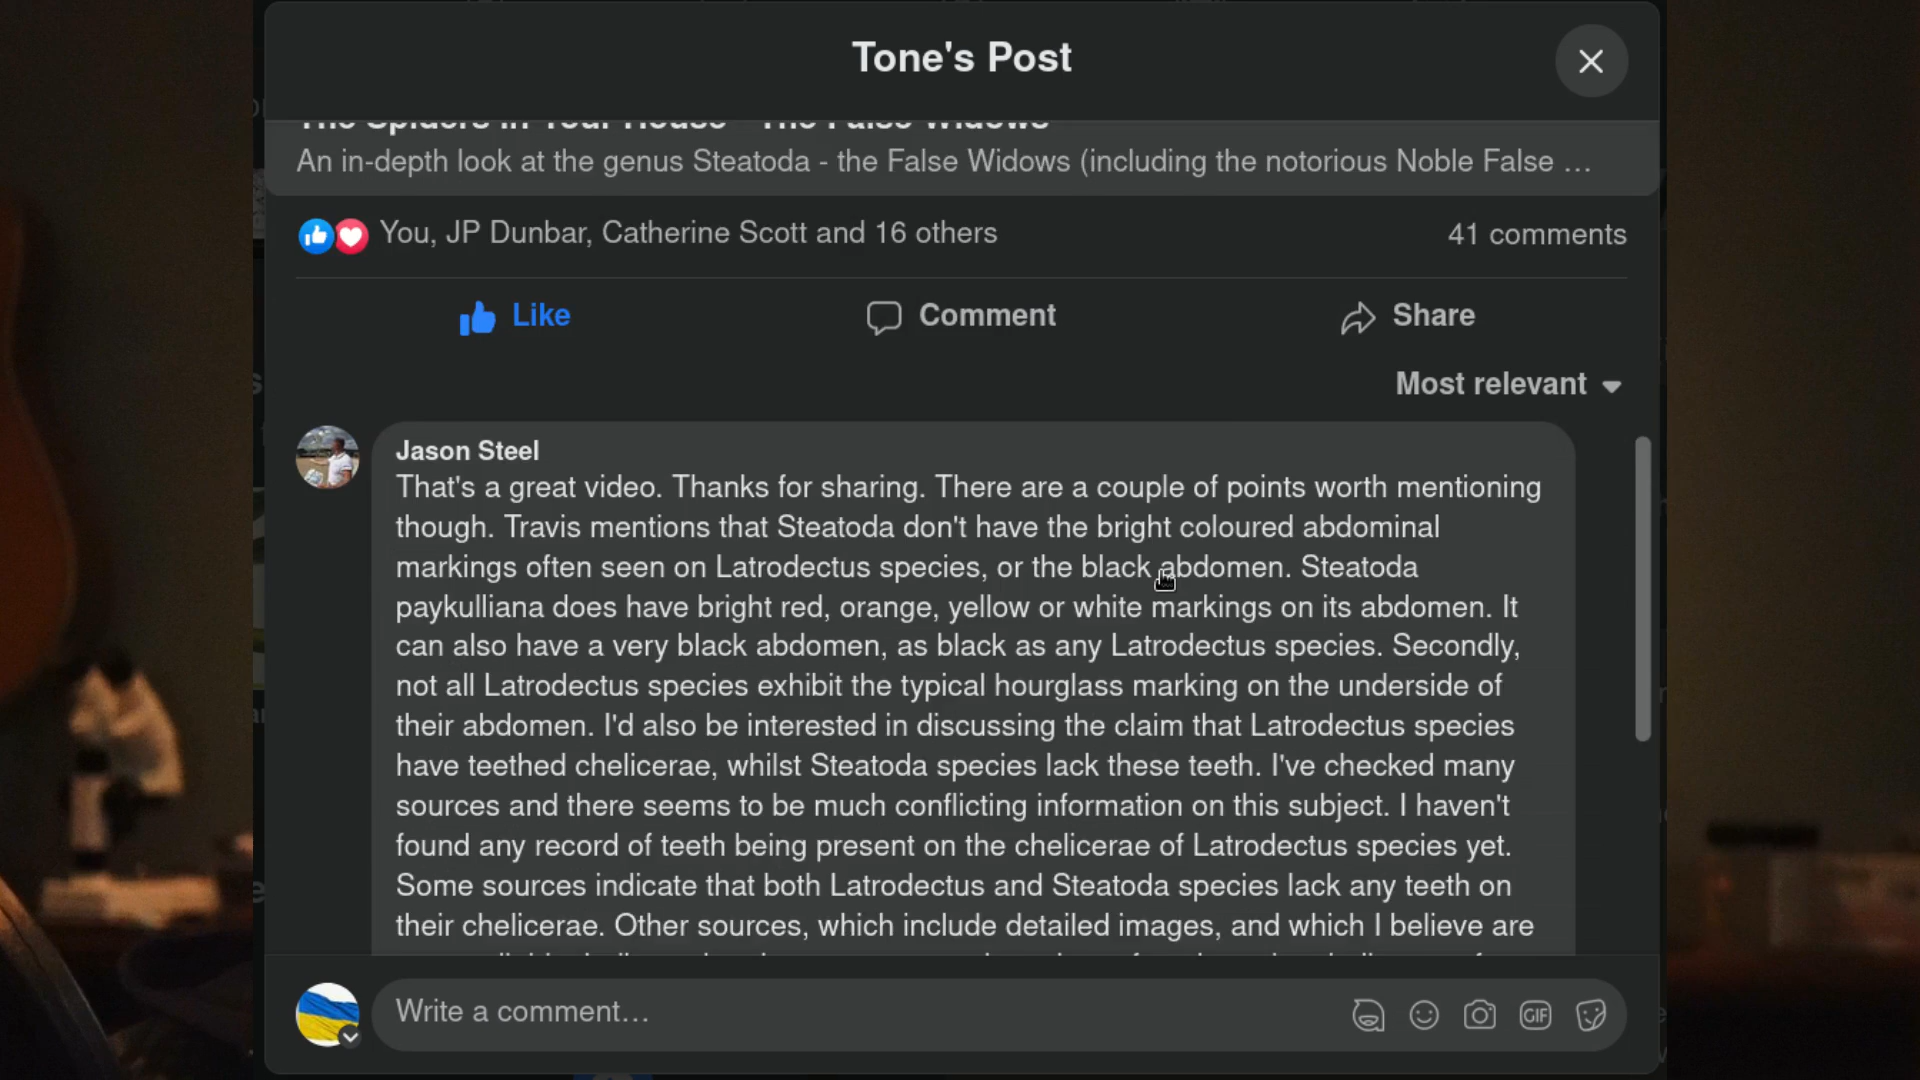 Tone's Post
The Spiders in Your House - The False Widows
An in-depth look at the genus Steatoda - the False Widows (including the notorious Noble False ...
You, JP Dunbar, Catherine Scott and 16 others
41 comments
Like
Comment
Share
Most relevant
Jason Steel
That's a great video. Thanks for sharing. There are a couple of points worth mentioning
though. Travis mentions that Steatoda don't have the bright coloured abdominal
markings often seen on Latrodectus species, or the black abdomen. Steatoda
paykulliana does have bright red, orange, yellow or white markings on its abdomen. It
can also have a very black abdomen, as black as any Latrodectus species. Secondly,
not all Latrodectus species exhibit the typical hourglass marking on the underside of
their abdomen. I'd also be interested in discussing the claim that Latrodectus species
have teethed chelicerae, whilst Steatoda species lack these teeth. I've checked many
sources and there seems to be much conflicting information on this subject. I haven't
found any record of teeth being present on the chelicerae of Latrodectus species yet.
Some sources indicate that both Latrodectus and Steatoda species lack any teeth on
their chelicerae. Other sources, which include detailed images, and which I believe are
Write a comment...
GIF